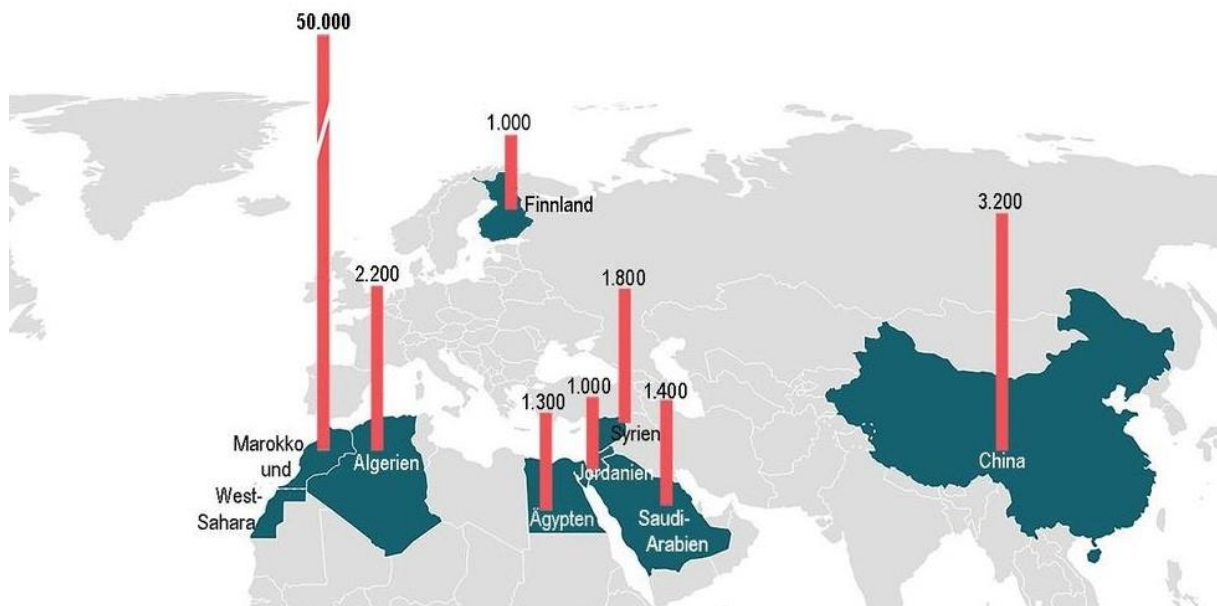 50.000
1.000
Finnland
3.200
2.200
1.800
1.000
1.400
1.300
Marokko
und
West-
Sahara
Algerien
Syrien
Jordanien
China
Ägypten
Saudi-
Arabien